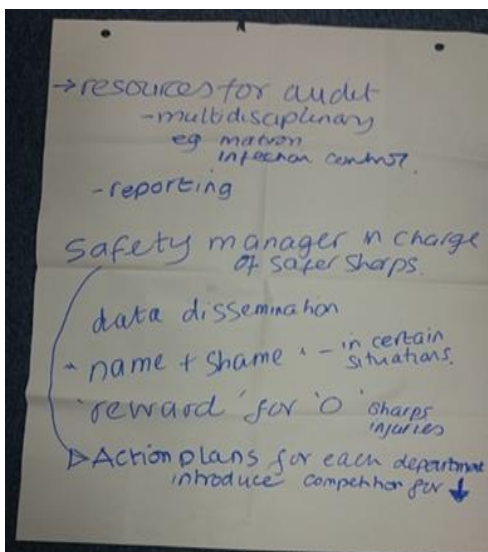 → resources for audit
- multidisciplinary
eg matron
infection control.
- reporting
Safety manager in charge
of safer sharps.
data dissemination
"name + shame" - in certain
situations.
'reward' for 'O' sharps
injuries
Action plans for each department
introduce competition for ↓